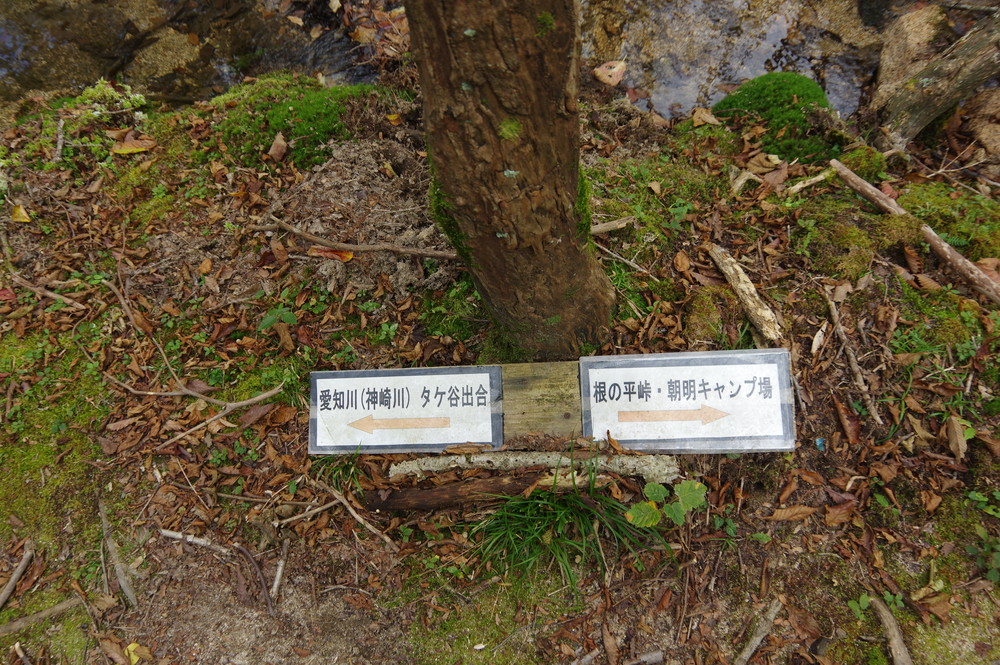 愛知川(神崎川) タケ谷出合
根の平峠・朝明キャンプ場